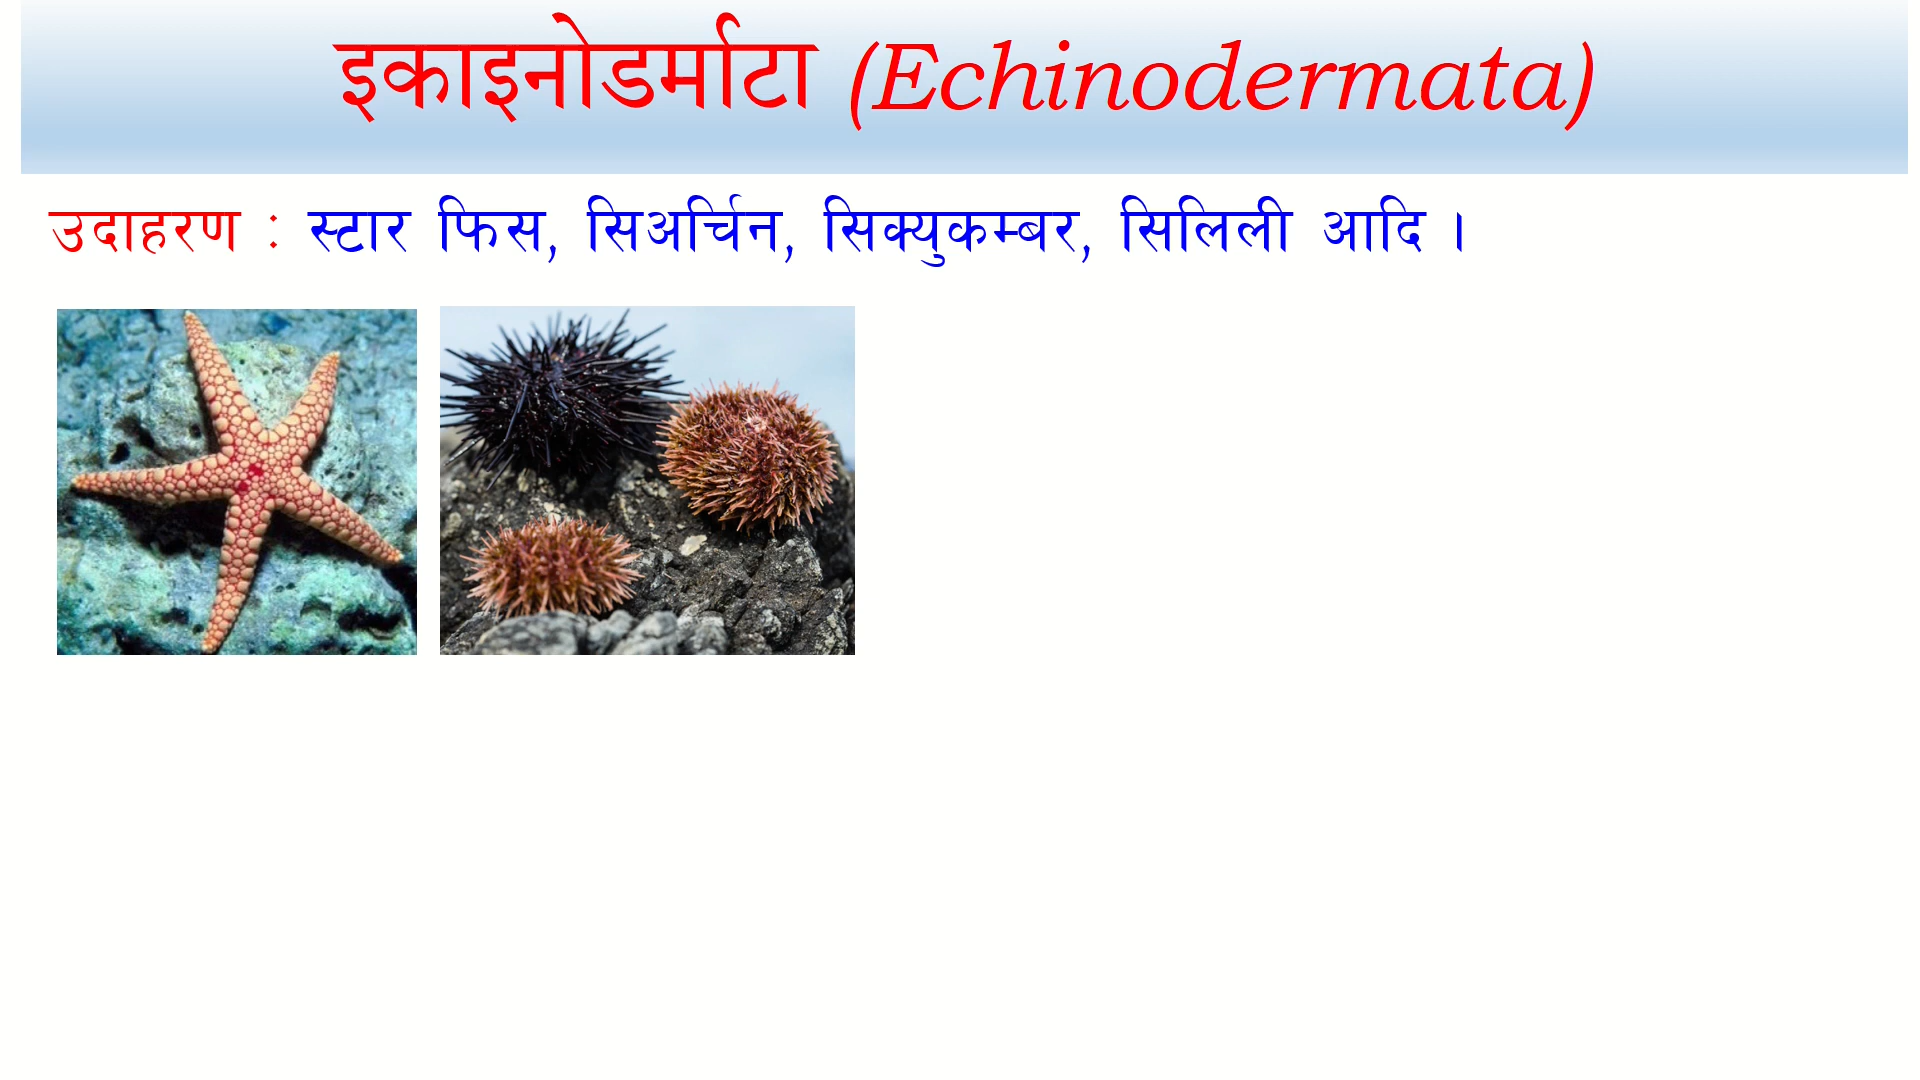 इकाइनोडर्माटा (Echinodermata)
उदाहरण : स्टार फिस, सिअर्चिन, सिक्युकम्बर, सिलिली आदि ।